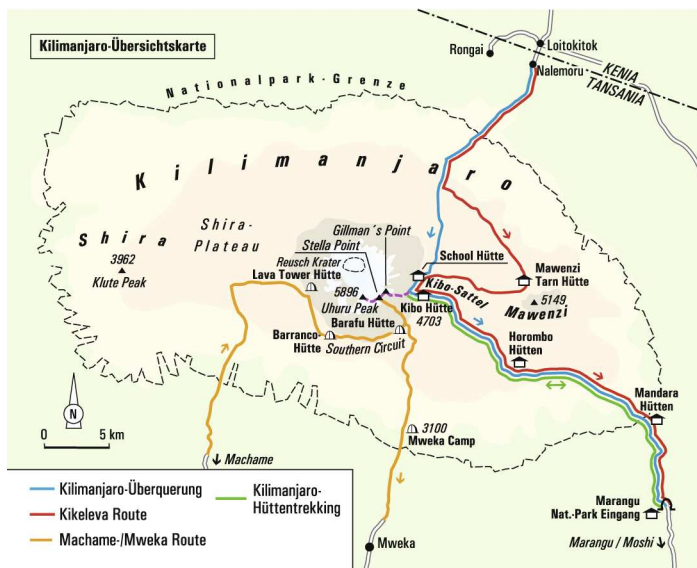 Kilimanjaro-Übersichtskarte
Rongai
Loitokitok
Nalemoru
KENIA
TANSANIA
Nationalpark-Grenze
Kilimanjaro
Shira
3962
Klute Peak
Shira-
Plateau
Gillman´s Point
Stella Point
Reusch Krater
Lava Tower Hütte
5896
Uhuru Peak
School Hütte
Mawenzi
Tarn Hütte
Kibo-Sattel
Kibo Hütte
4703
5149
Mawenzi
Barafu Hütte
Barranco-
Hütte
Southern Circuit
Horombo
Hütten
Mandara
Hütten
N
0
5 km
3100
Mweka Camp
Machame
Marangu
Nat.-Park Eingang
Marangu / Moshi
Mweka
Kilimanjaro-Überquerung
Kikeleva Route
Machame-/Mweka Route
Kilimanjaro-
Hüttentrekking